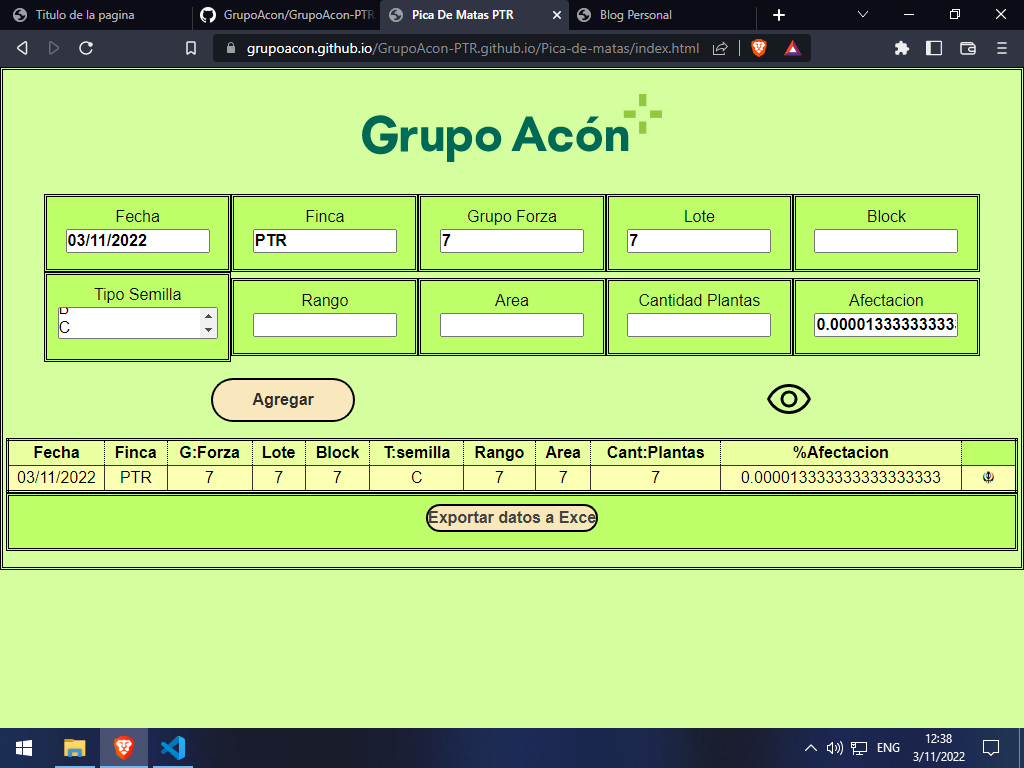 Titulo de la pagina
GrupoAcon/GrupoAcon-PTR
Pica De Matas PTR
Blog Personal
grupoacon.github.io/GrupoAcon-PTR.github.io/Pica-de-matas/index.html
Grupo Acón
Fecha Finca Grupo Forza Lote Block
03/11/2022 PTR 7 7
Tipo Semilla Rango Area Cantidad Plantas Afectacion
C 0.00001333333333
Agregar
Fecha Finca G:Forza Lote Block T:semilla Rango Area Cant:Plantas %Afectacion
03/11/2022 PTR 7 7 7 C 7 7 7 0.000013333333333333333
Exportar datos a Exce
ENG
12:38
3/11/2022